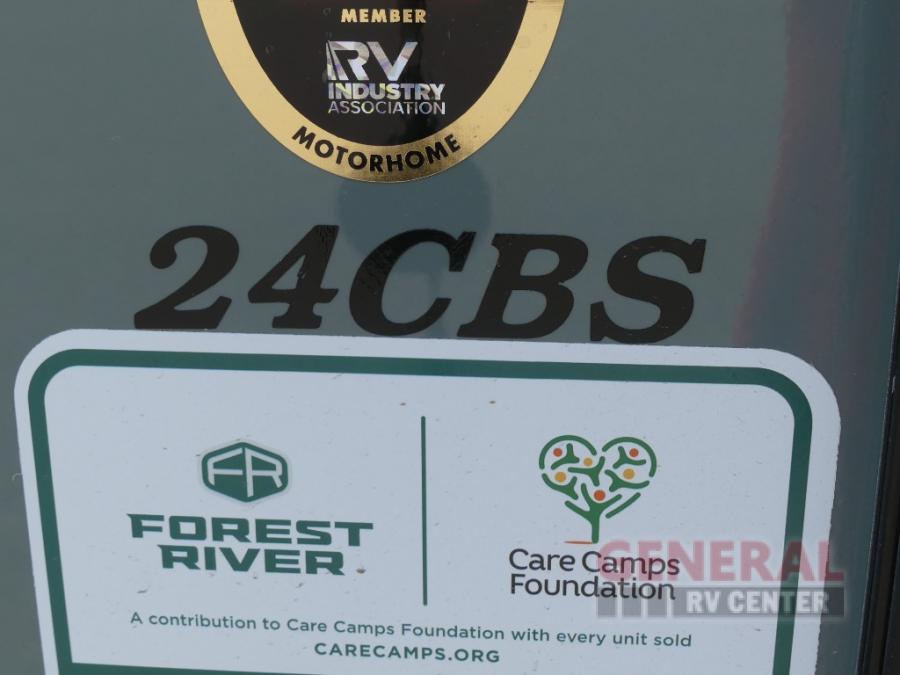 MEMBER
RV
INDUSTRY
ASSOCIATION
MOTORHOME
24CBS
FR
FOREST
RIVER
Care Camps
Foundation
GENERAL
RV CENTER
A contribution to Care Camps Foundation with every unit sold
CARECAMPS.ORG